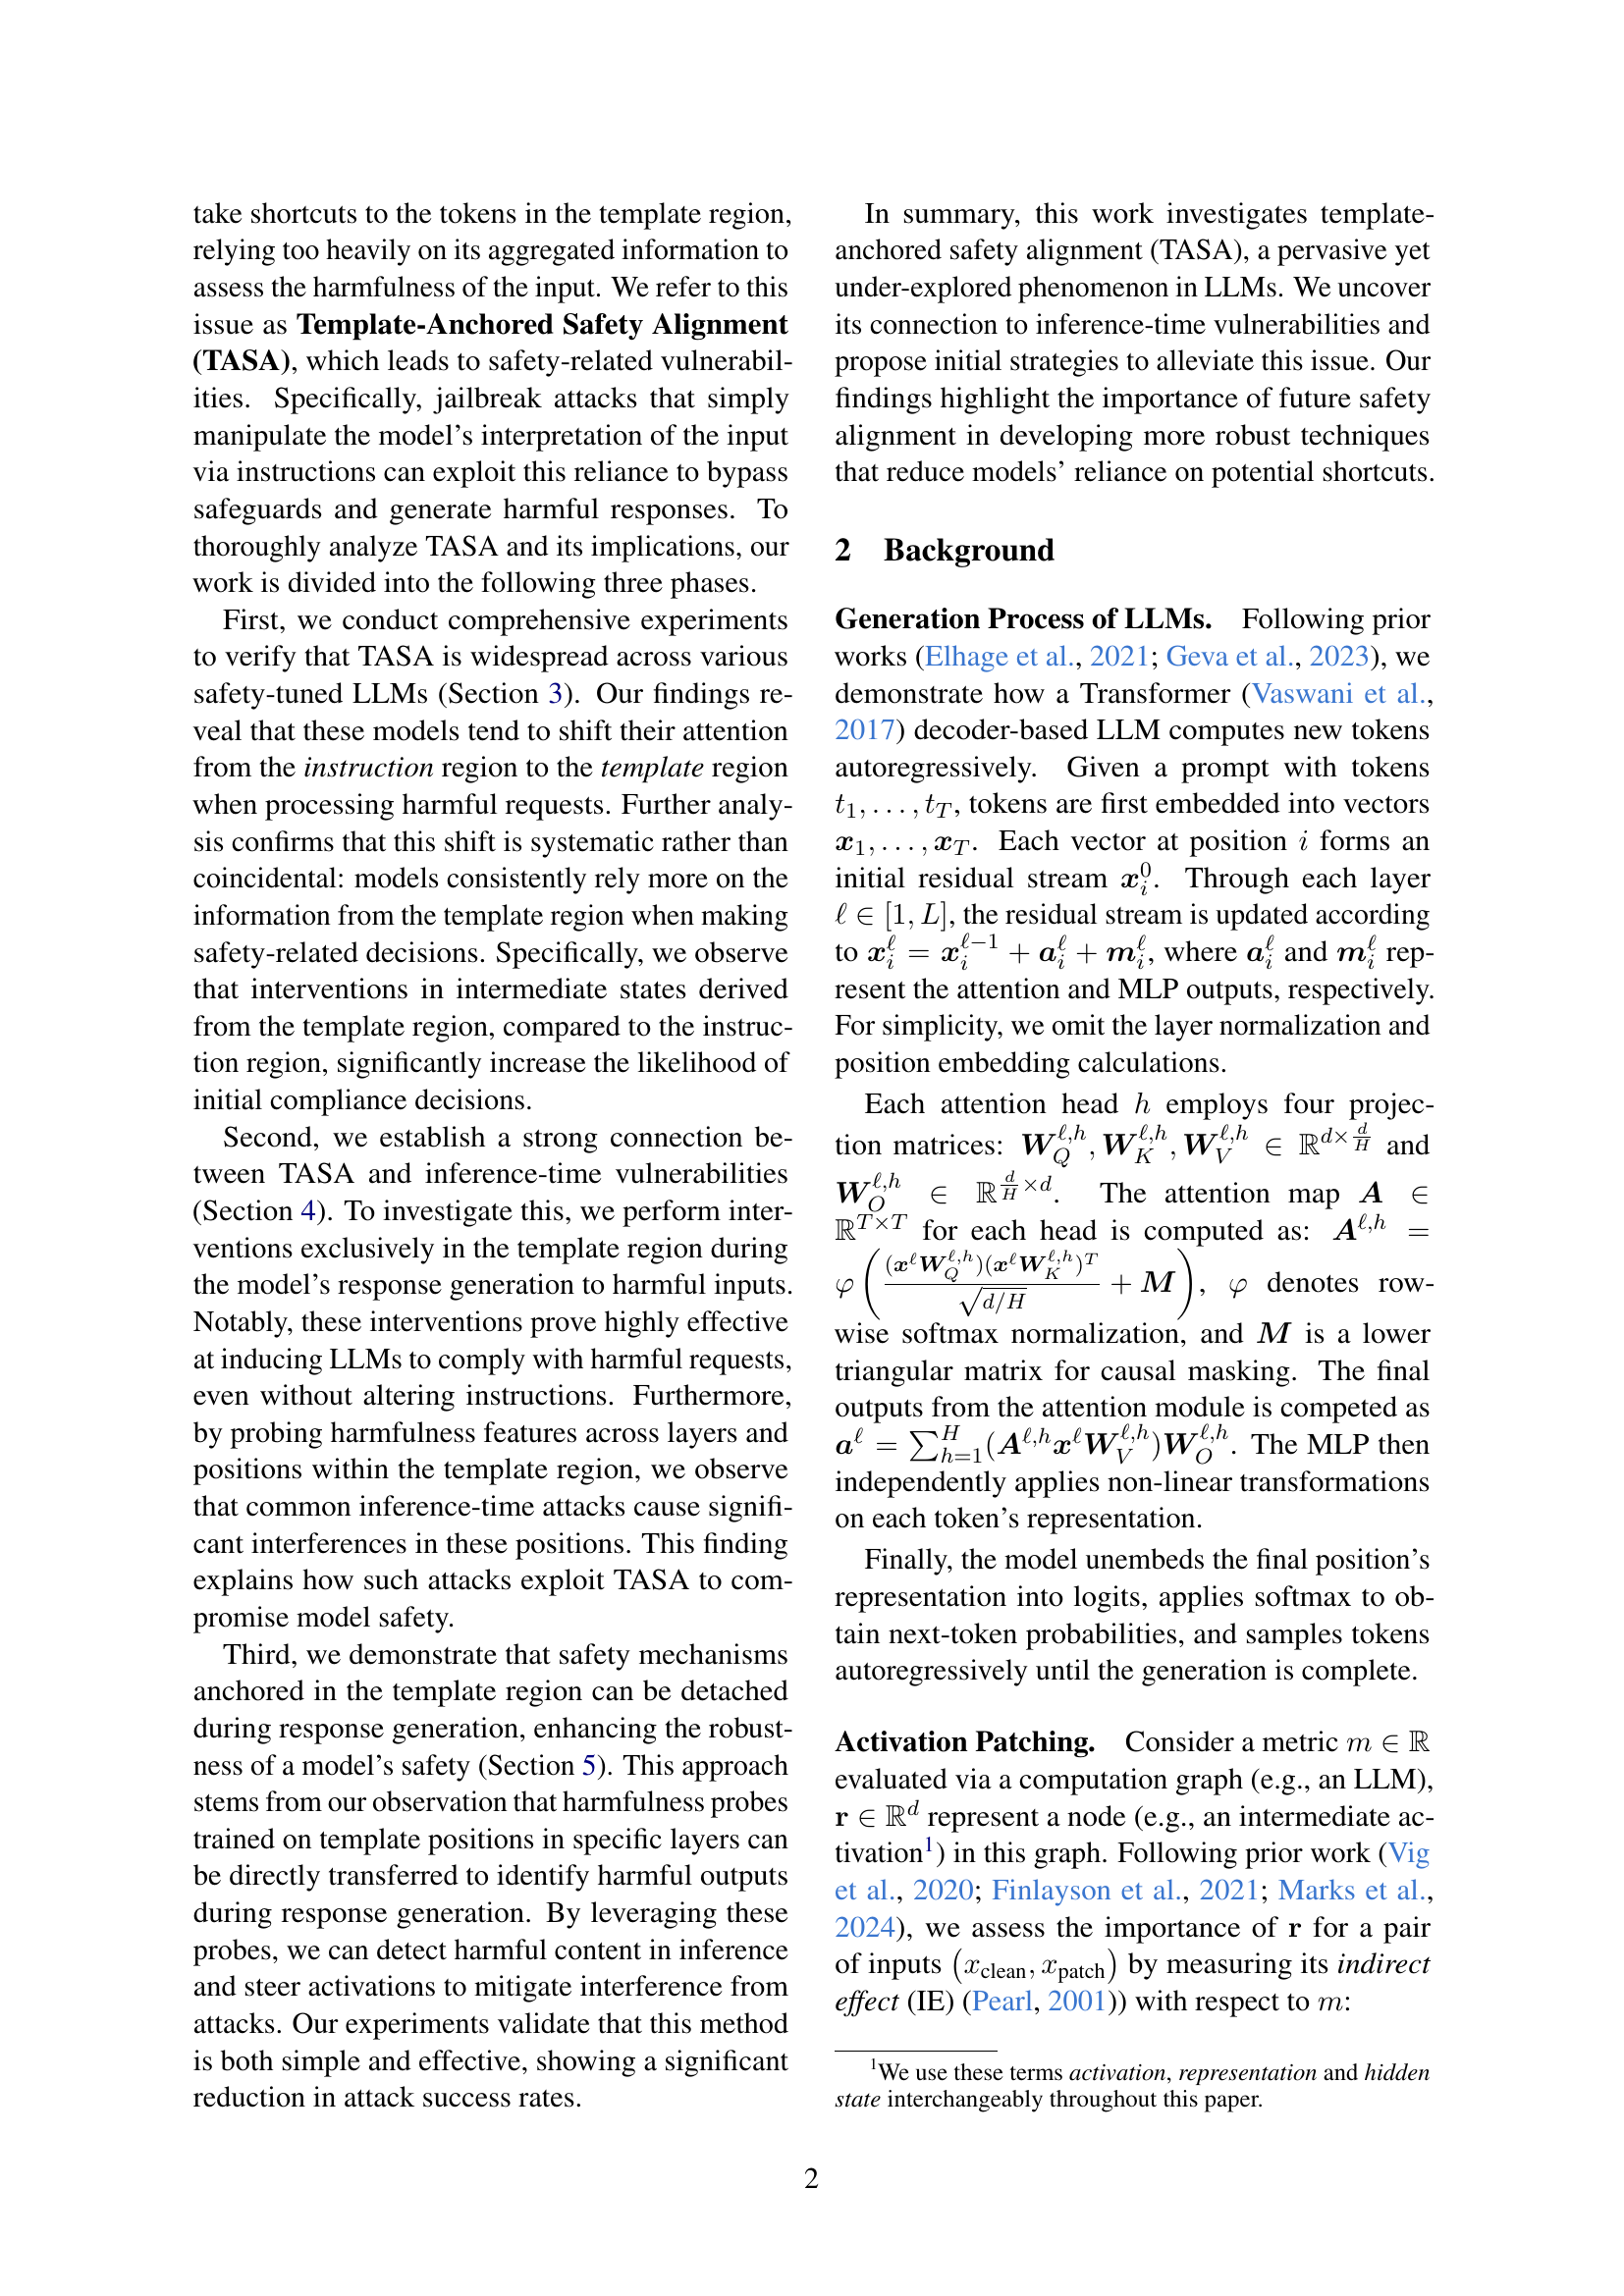 take shortcuts to the tokens in the template region,
relying too heavily on its aggregated information to
assess the harmfulness of the input. We refer to this
issue as Template-Anchored Safety Alignment
(TASA), which leads to safety-related vulnerabil-
ities. Specifically, jailbreak attacks that simply
manipulate the model's interpretation of the input
via instructions can exploit this reliance to bypass
safeguards and generate harmful responses. To
thoroughly analyze TASA and its implications, our
work is divided into the following three phases.
First, we conduct comprehensive experiments
to verify that TASA is widespread across various
safety-tuned LLMs (Section 3). Our findings re-
veal that these models tend to shift their attention
from the instruction region to the template region
when processing harmful requests. Further analy-
sis confirms that this shift is systematic rather than
coincidental: models consistently rely more on the
information from the template region when making
safety-related decisions. Specifically, we observe
that interventions in intermediate states derived
from the template region, compared to the instruc-
tion region, significantly increase the likelihood of
initial compliance decisions.
Second, we establish a strong connection be-
tween TASA and inference-time vulnerabilities
(Section 4). To investigate this, we perform inter-
ventions exclusively in the template region during
the model's response generation to harmful inputs.
Notably, these interventions prove highly effective
at inducing LLMs to comply with harmful requests,
even without altering instructions. Furthermore,
by probing harmfulness features across layers and
positions within the template region, we observe
that common inference-time attacks cause signifi-
cant interferences in these positions. This finding
explains how such attacks exploit TASA to com-
promise model safety.
Third, we demonstrate that safety mechanisms
anchored in the template region can be detached
during response generation, enhancing the robust-
ness of a model's safety (Section 5). This approach
stems from our observation that harmfulness probes
trained on template positions in specific layers can
be directly transferred to identify harmful outputs
during response generation. By leveraging these
probes, we can detect harmful content in inference
and steer activations to mitigate interference from
attacks. Our experiments validate that this method
is both simple and effective, showing a significant
reduction in attack success rates.
In summary, this work investigates template-
anchored safety alignment (TASA), a pervasive yet
under-explored phenomenon in LLMs. We uncover
its connection to inference-time vulnerabilities and
propose initial strategies to alleviate this issue. Our
findings highlight the importance of future safety
alignment in developing more robust techniques
that reduce models' reliance on potential shortcuts.
2 Background
Generation Process of LLMs. Following prior
works (Elhage et al., 2021; Geva et al., 2023), we
demonstrate how a Transformer (Vaswani et al.,
2017) decoder-based LLM computes new tokens
autoregressively. Given a prompt with tokens
$t_1, \ldots, t_T$, tokens are first embedded into vectors
$\boldsymbol{x}_1, \ldots, \boldsymbol{x}_T$. Each vector at position $i$ forms an
initial residual stream $\boldsymbol{x}_i^0$. Through each layer
$\ell \in [1, L]$, the residual stream is updated according
to $\boldsymbol{x}_i^\ell = \boldsymbol{x}_i^{\ell-1} + \boldsymbol{a}_i^\ell + \boldsymbol{m}_i^\ell$, where $\boldsymbol{a}_i^\ell$ and $\boldsymbol{m}_i^\ell$ rep-
resent the attention and MLP outputs, respectively.
For simplicity, we omit the layer normalization and
position embedding calculations.
Each attention head $h$ employs four projec-
tion matrices: $\boldsymbol{W}_Q^{\ell,h}, \boldsymbol{W}_K^{\ell,h}, \boldsymbol{W}_V^{\ell,h} \in \mathbb{R}^{d \times \frac{d}{H}}$ and
$\boldsymbol{W}_O^{\ell,h} \in \mathbb{R}^{\frac{d}{H} \times d}$. The attention map $\boldsymbol{A} \in$
$\mathbb{R}^{T \times T}$ for each head is computed as: $\boldsymbol{A}^{\ell,h} =$
$\varphi\left(\frac{(\boldsymbol{x}^\ell \boldsymbol{W}_Q^{\ell,h})(\boldsymbol{x}^\ell \boldsymbol{W}_K^{\ell,h})^T}{\sqrt{d/H}} + \boldsymbol{M}\right)$, $\varphi$ denotes row-
wise softmax normalization, and $\boldsymbol{M}$ is a lower
triangular matrix for causal masking. The final
outputs from the attention module is competed as
$\boldsymbol{a}^\ell = \sum_{h=1}^{H} (\boldsymbol{A}^{\ell,h} \boldsymbol{x}^\ell \boldsymbol{W}_V^{\ell,h}) \boldsymbol{W}_O^{\ell,h}$. The MLP then
independently applies non-linear transformations
on each token's representation.
Finally, the model unembeds the final position's
representation into logits, applies softmax to ob-
tain next-token probabilities, and samples tokens
autoregressively until the generation is complete.
Activation Patching. Consider a metric $m \in \mathbb{R}$
evaluated via a computation graph (e.g., an LLM),
$\mathbf{r} \in \mathbb{R}^d$ represent a node (e.g., an intermediate ac-
tivation$^1$) in this graph. Following prior work (Vig
et al., 2020; Finlayson et al., 2021; Marks et al.,
2024), we assess the importance of $\mathbf{r}$ for a pair
of inputs $(x_{\text{clean}}, x_{\text{patch}})$ by measuring its indirect
effect (IE) (Pearl, 2001)) with respect to $m$:
$^1$We use these terms activation, representation and hidden
state interchangeably throughout this paper.
2